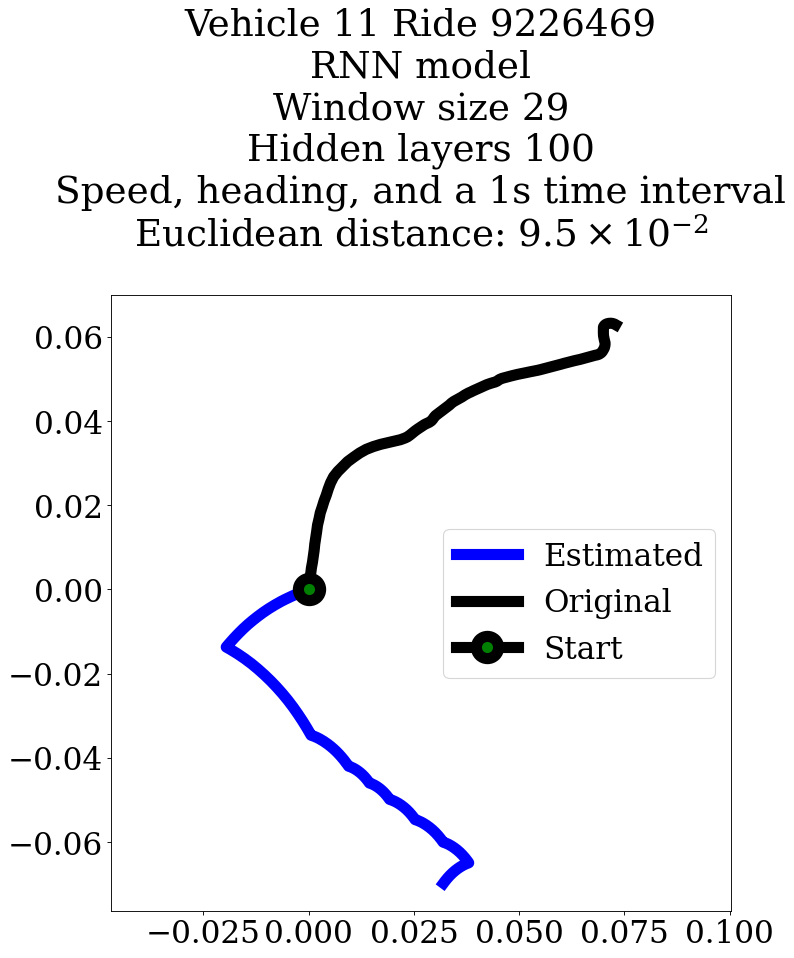 Vehicle 11 Ride 9226469
RNN model
Window size 29
Hidden layers 100
Speed, heading, and a 1s time interval
Euclidean distance: 9.5 × 10⁻²
0.06
0.04
0.02
0.00
−0.02
−0.04
−0.06
Estimated
Original
Start
−0.025 0.000 0.025 0.050 0.075 0.100